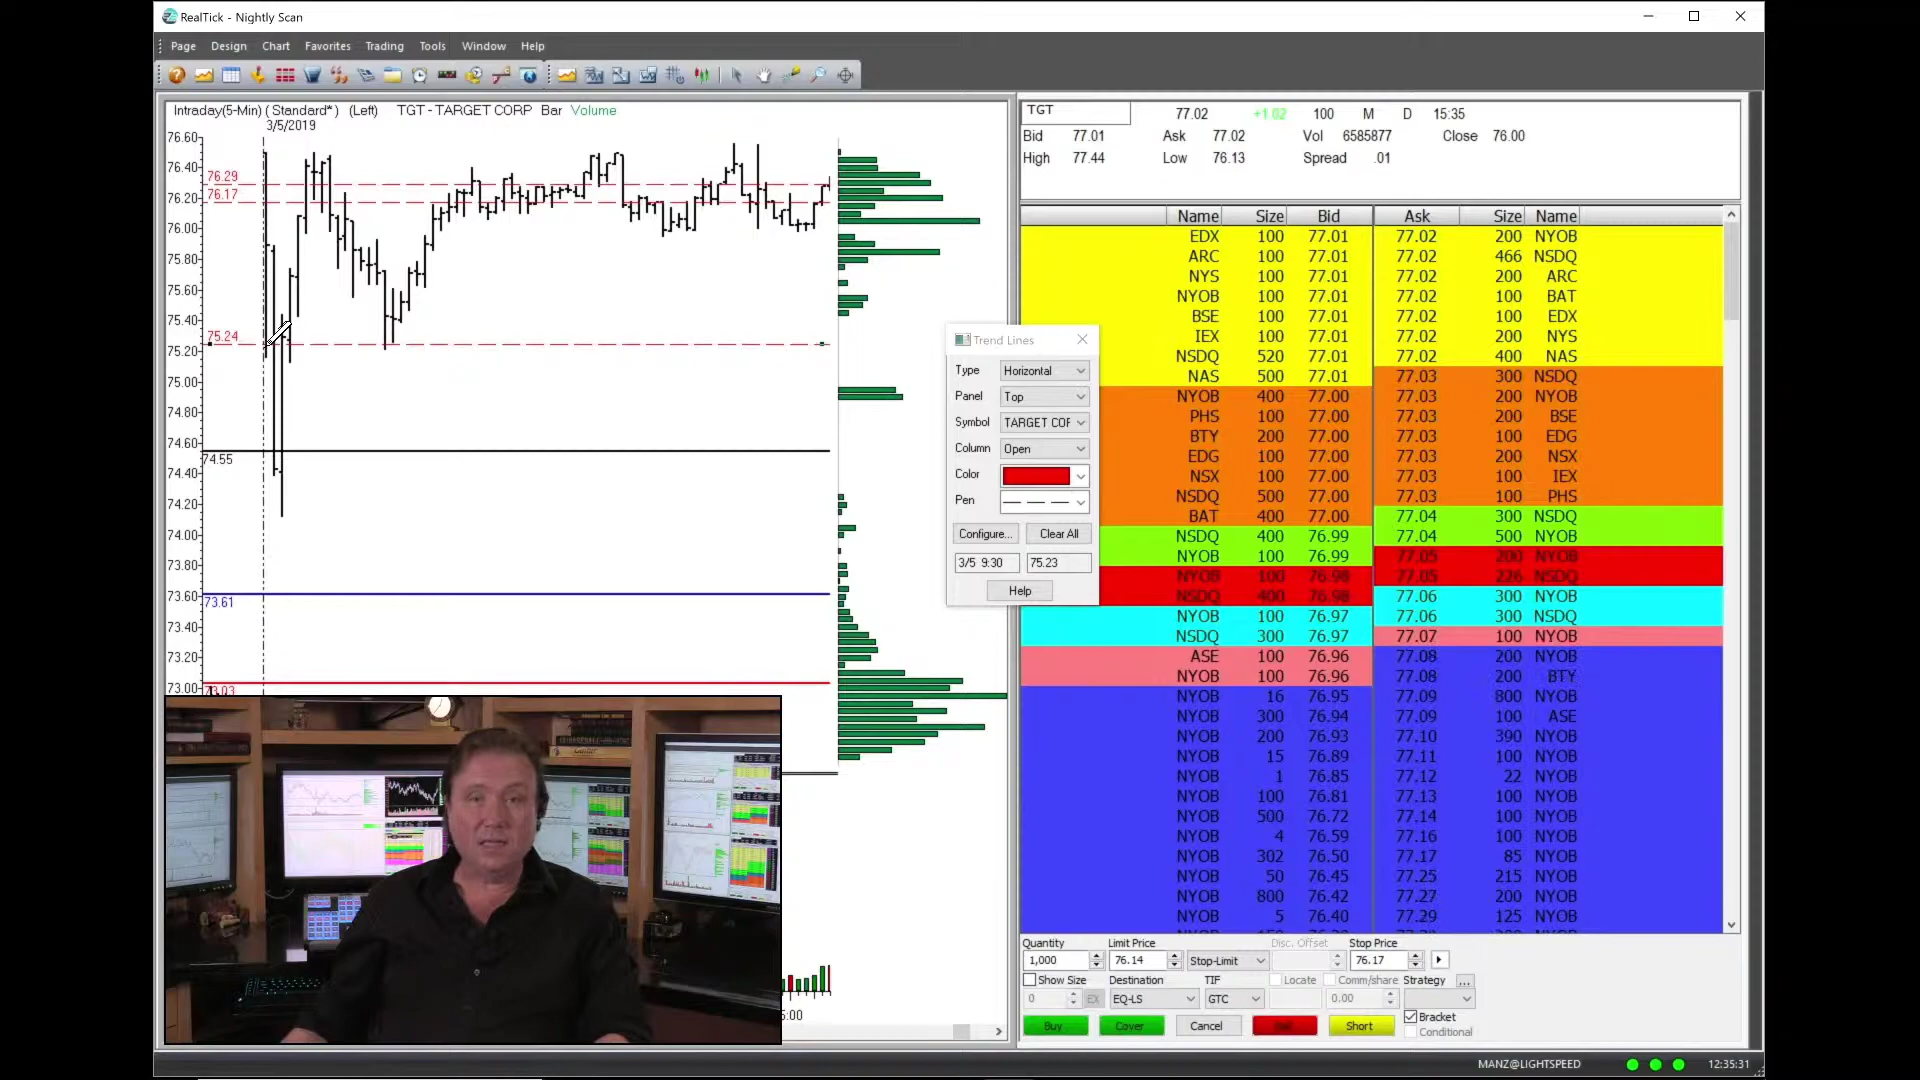 RealTick - Nightly Scan
Page Design Chart Favorites Trading Tools Window Help
Intraday(5-Min) ( Standard* ) (Left) TGT - TARGET CORP Bar Volume
3/5/2019
76.60
76.40
76.29
76.17
76.20
76.00
75.80
75.60
75.40
75.24
75.20
75.00
74.80
74.60
74.55
74.40
74.20
74.00
73.80
73.60
73.61
73.40
73.20
73.00
73.03
TGT 77.02 +1.02 100 M D 15:35
Bid 77.01 Ask 77.02 Vol 6585877 Close 76.00
High 77.44 Low 76.13 Spread .01
Name Size Bid Ask Size Name
EDX 100 77.01 77.02 200 NYOB
ARC 100 77.01 77.02 466 NSDQ
NYS 100 77.01 77.02 200 ARC
NYOB 100 77.01 77.02 100 BAT
BSE 100 77.01 77.02 100 EDX
IEX 100 77.01 77.02 200 NYS
NSDQ 520 77.01 77.02 400 NAS
NAS 500 77.01 77.03 300 NSDQ
NYOB 400 77.00 77.03 200 NYOB
PHS 100 77.00 77.03 200 BSE
BTY 200 77.00 77.03 100 EDG
EDG 100 77.00 77.03 200 NSX
NSX 100 77.00 77.03 100 IEX
NSDQ 500 77.00 77.03 100 PHS
BAT 400 77.00 77.04 300 NSDQ
NSDQ 400 76.99 77.04 500 NYOB
NYOB 100 76.99 77.05 200 NYOB
NYOB 100 76.98 77.05 226 NSDQ
NSDQ 400 76.98 77.06 300 NYOB
NYOB 100 76.97 77.06 300 NSDQ
NSDQ 300 76.97 77.07 100 NYOB
ASE 100 76.96 77.08 200 NYOB
NYOB 100 76.96 77.08 200 BTY
NYOB 16 76.95 77.09 800 NYOB
NYOB 300 76.94 77.09 100 ASE
NYOB 200 76.93 77.10 390 NYOB
NYOB 15 76.89 77.11 100 NYOB
NYOB 1 76.85 77.12 22 NYOB
NYOB 100 76.81 77.13 100 NYOB
NYOB 500 76.72 77.14 100 NYOB
NYOB 4 76.59 77.16 100 NYOB
NYOB 302 76.50 77.17 85 NYOB
NYOB 50 76.45 77.25 215 NYOB
NYOB 800 76.42 77.27 200 NYOB
NYOB 5 76.40 77.29 125 NYOB
Trend Lines
Type Horizontal
Panel Top
Symbol TARGET COF
Column Open
Color
Pen
Configure... Clear All
3/5 9:30 75.23
Help
Quantity Limit Price Disc. Offset Stop Price
1,000 76.14 Stop-Limit 76.17
Show Size Destination TIF Locate Comm/share Strategy ...
0 EX EQ-LS GTC 0.00
Buy Cover Cancel Sell Short Bracket
Conditional
5:00
MANZ@LIGHTSPEED 12:35:31